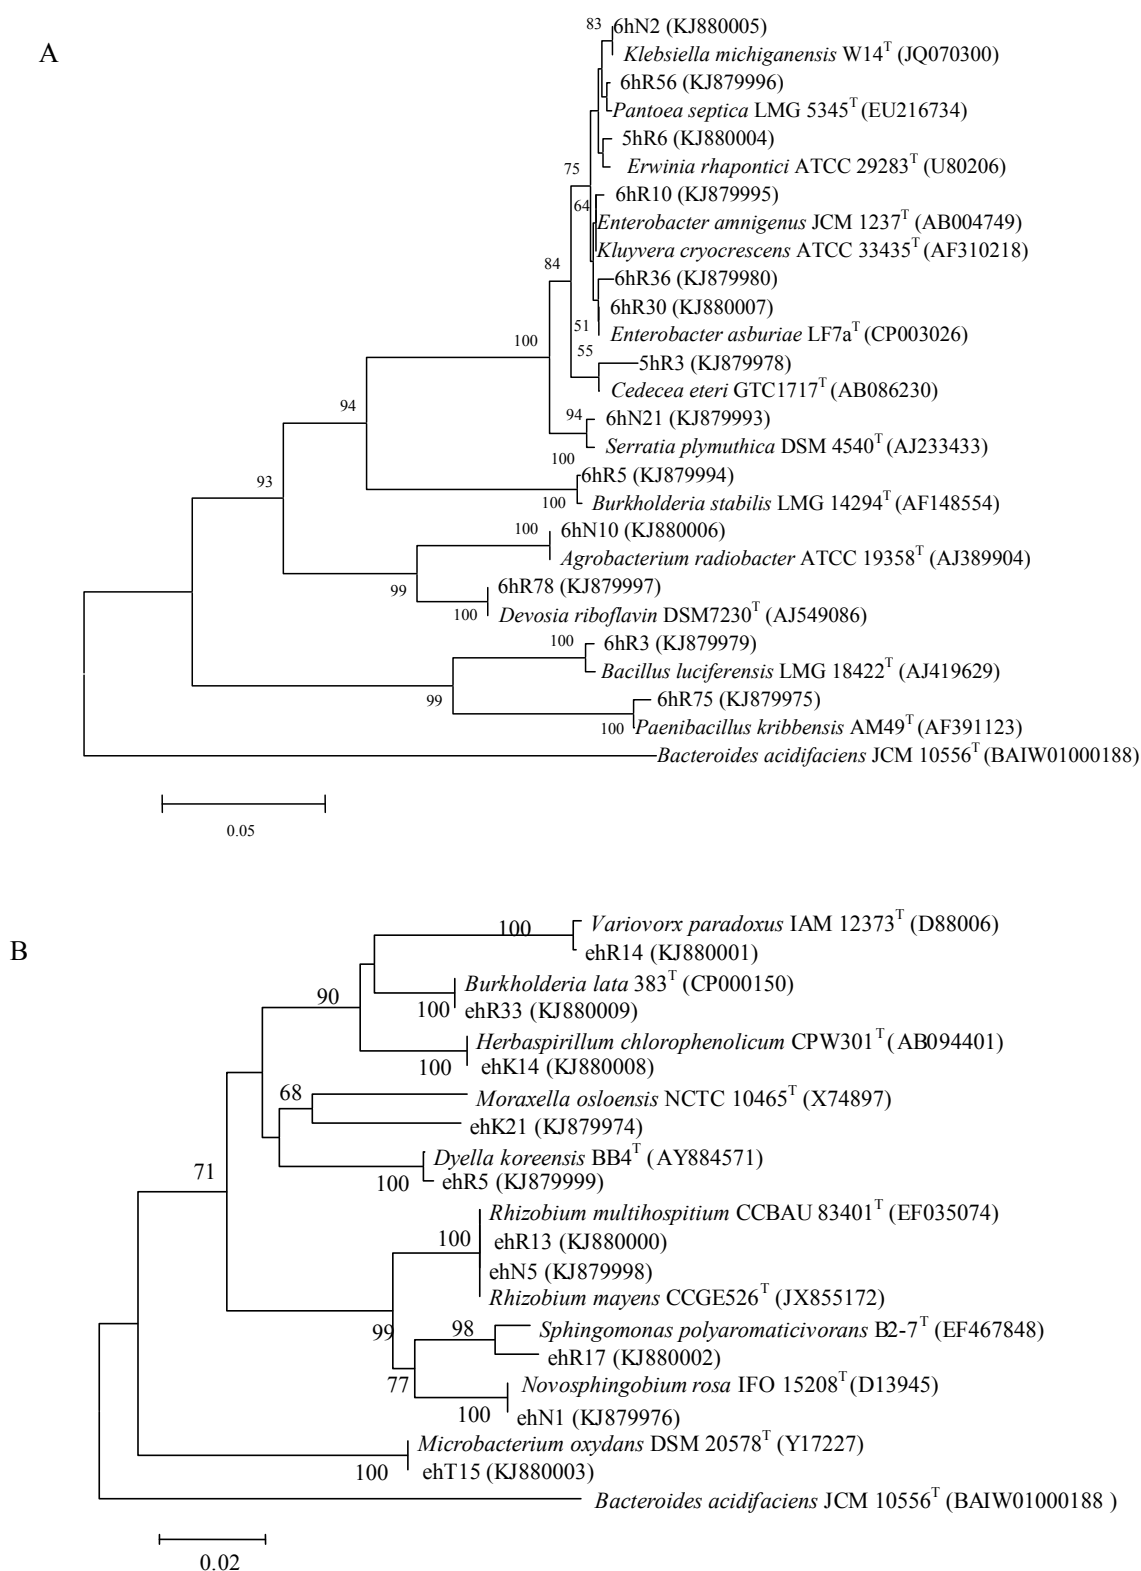 A
83
6hN2 (KJ880005)
Klebsiella michiganensis W14T (JQ070300)
6hR56 (KJ879996)
Pantoea septica LMG 5345T (EU216734)
5hR6 (KJ880004)
Erwinia rhapontici ATCC 29283T (U80206)
75
6hR10 (KJ879995)
64
Enterobacter amnigenus JCM 1237T (AB004749)
Kluyvera cryocrescens ATCC 33435T (AF310218)
84
6hR36 (KJ879980)
6hR30 (KJ880007)
51
Enterobacter asburiae LF7aT (CP003026)
100
55
5hR3 (KJ879978)
Cedecea eteri GTC1717T (AB086230)
94
94
6hN21 (KJ879993)
Serratia plymuthica DSM 4540T (AJ233433)
100
6hR5 (KJ879994)
93
100
Burkholderia stabilis LMG 14294T (AF148554)
100
6hN10 (KJ880006)
Agrobacterium radiobacter ATCC 19358T (AJ389904)
99
6hR78 (KJ879997)
100
Devosia riboflavin DSM7230T (AJ549086)
100
6hR3 (KJ879979)
Bacillus luciferensis LMG 18422T (AJ419629)
99
6hR75 (KJ879975)
100
Paenibacillus kribbensis AM49T (AF391123)
Bacteroides acidifaciens JCM 10556T (BAIW01000188)
0.05
B
100
Variovorx paradoxus IAM 12373T (D88006)
ehR14 (KJ880001)
90
Burkholderia lata 383T (CP000150)
100
ehR33 (KJ880009)
Herbaspirillum chlorophenolicum CPW301T (AB094401)
100
ehK14 (KJ880008)
68
Moraxella osloensis NCTC 10465T (X74897)
ehK21 (KJ879974)
71
Dyella koreensis BB4T (AY884571)
100
ehR5 (KJ879999)
Rhizobium multihospitium CCBAU 83401T (EF035074)
100
ehR13 (KJ880000)
ehN5 (KJ879998)
Rhizobium mayens CCGE526T (JX855172)
99
98
Sphingomonas polyaromaticivorans B2-7T (EF467848)
ehR17 (KJ880002)
77
Novosphingobium rosa IFO 15208T (D13945)
100
ehN1 (KJ879976)
Microbacterium oxydans DSM 20578T (Y17227)
100
ehT15 (KJ880003)
Bacteroides acidifaciens JCM 10556T (BAIW01000188 )
0.02